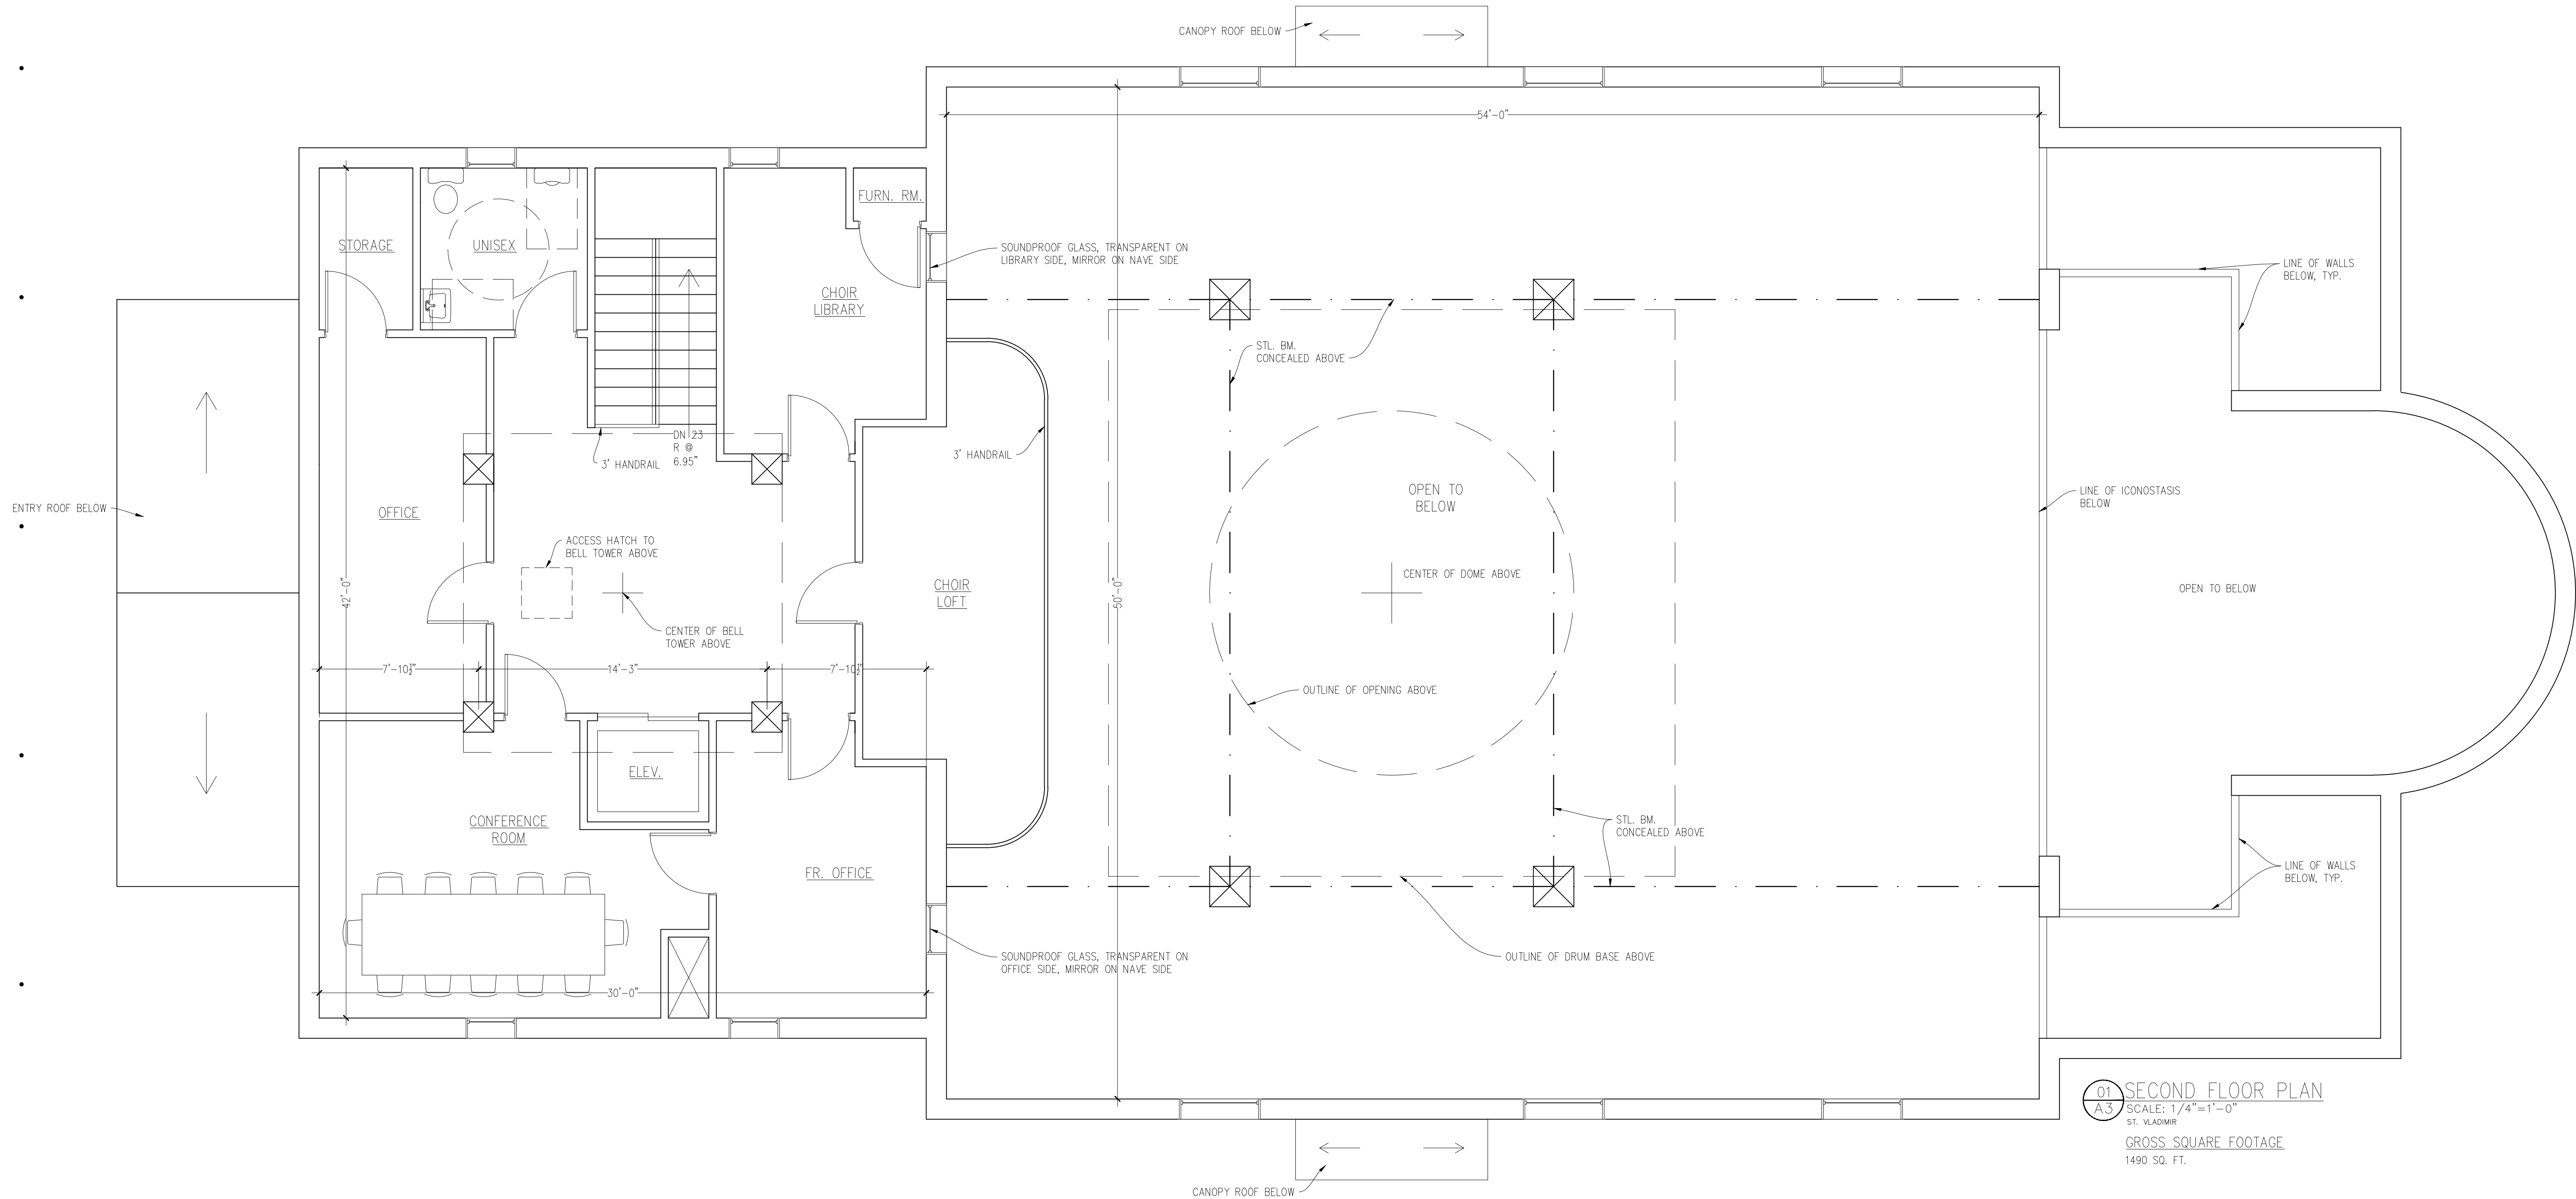 CANOPY ROOF BELOW
54'-0"
STORAGE
UNISEX
FURN. RM.
SOUNDPROOF GLASS, TRANSPARENT ON
LIBRARY SIDE, MIRROR ON NAVE SIDE
CHOIR
LIBRARY
LINE OF WALLS
BELOW, TYP.
STL. BM.
CONCEALED ABOVE
DN 23
R @
6.95"
3' HANDRAIL
3' HANDRAIL
OPEN TO
BELOW
LINE OF ICONOSTASIS
BELOW
ENTRY ROOF BELOW
OFFICE
ACCESS HATCH TO
BELL TOWER ABOVE
CENTER OF DOME ABOVE
42'-0"
CHOIR
LOFT
50'-0"
OPEN TO BELOW
CENTER OF BELL
TOWER ABOVE
7'-10½"
14'-3"
7'-10½"
OUTLINE OF OPENING ABOVE
ELEV.
CONFERENCE
ROOM
STL. BM.
CONCEALED ABOVE
FR. OFFICE
LINE OF WALLS
BELOW, TYP.
SOUNDPROOF GLASS, TRANSPARENT ON
OFFICE SIDE, MIRROR ON NAVE SIDE
OUTLINE OF DRUM BASE ABOVE
30'-0"
01
A3
SECOND FLOOR PLAN
SCALE: 1/4"=1'-0"
ST. VLADIMIR
GROSS SQUARE FOOTAGE
1490 SQ. FT.
CANOPY ROOF BELOW